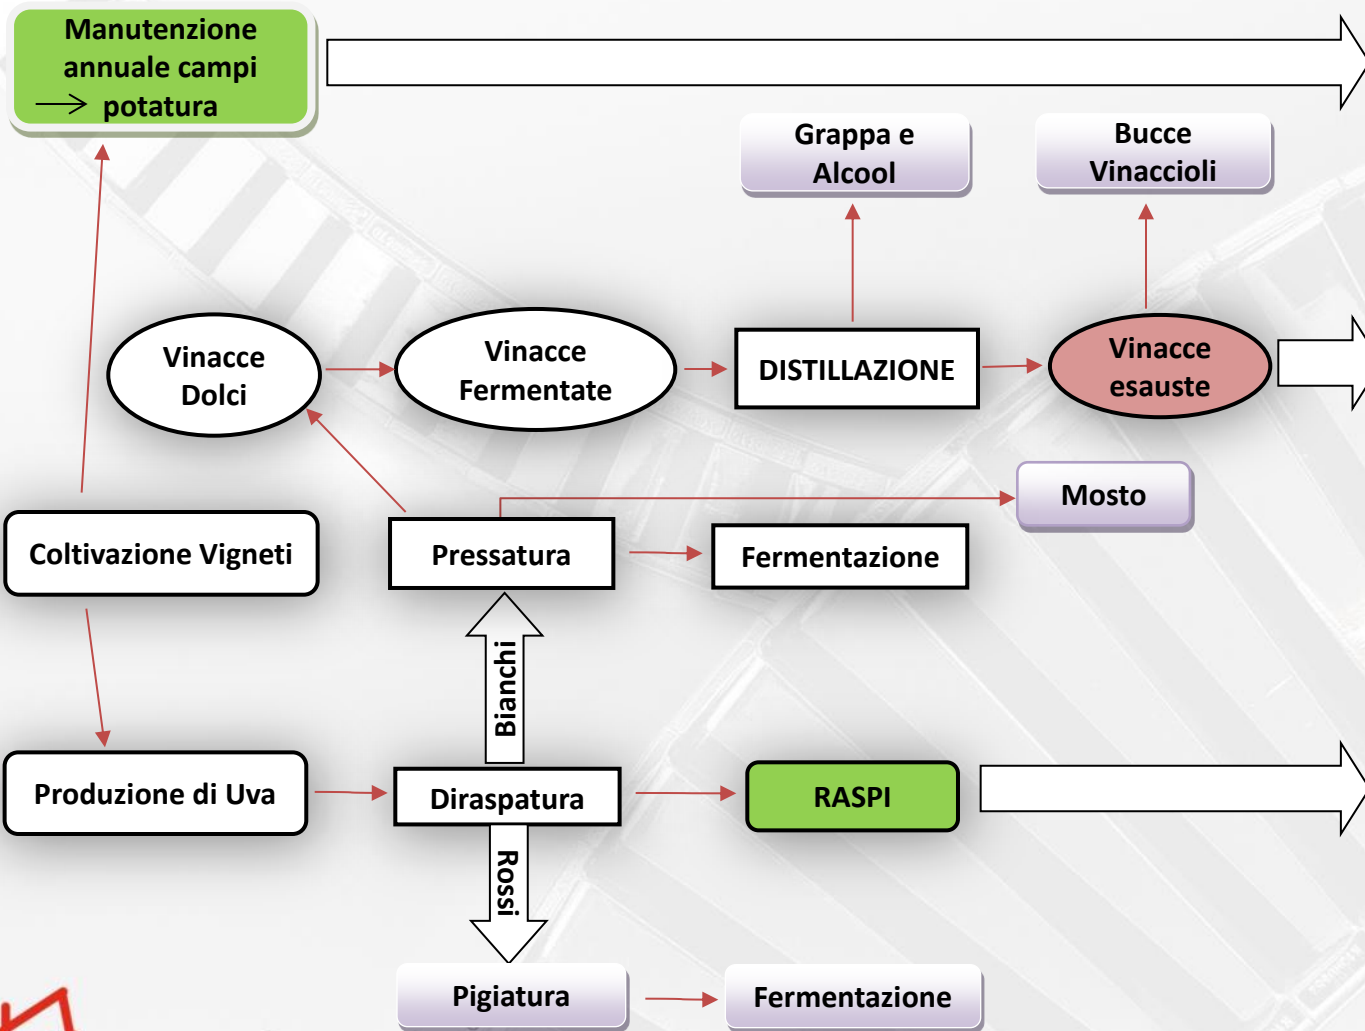 Manutenzione
annuale campi
→ potatura
Grappa e
Alcool
Bucce
Vinaccioli
Vinacce
Dolci
Vinacce
Fermentate
DISTILLAZIONE
Vinacce
esauste
Mosto
Coltivazione Vigneti
Pressatura
Fermentazione
Bianchi
Produzione di Uva
Diraspatura
RASPI
Rossi
Pigiatura
Fermentazione